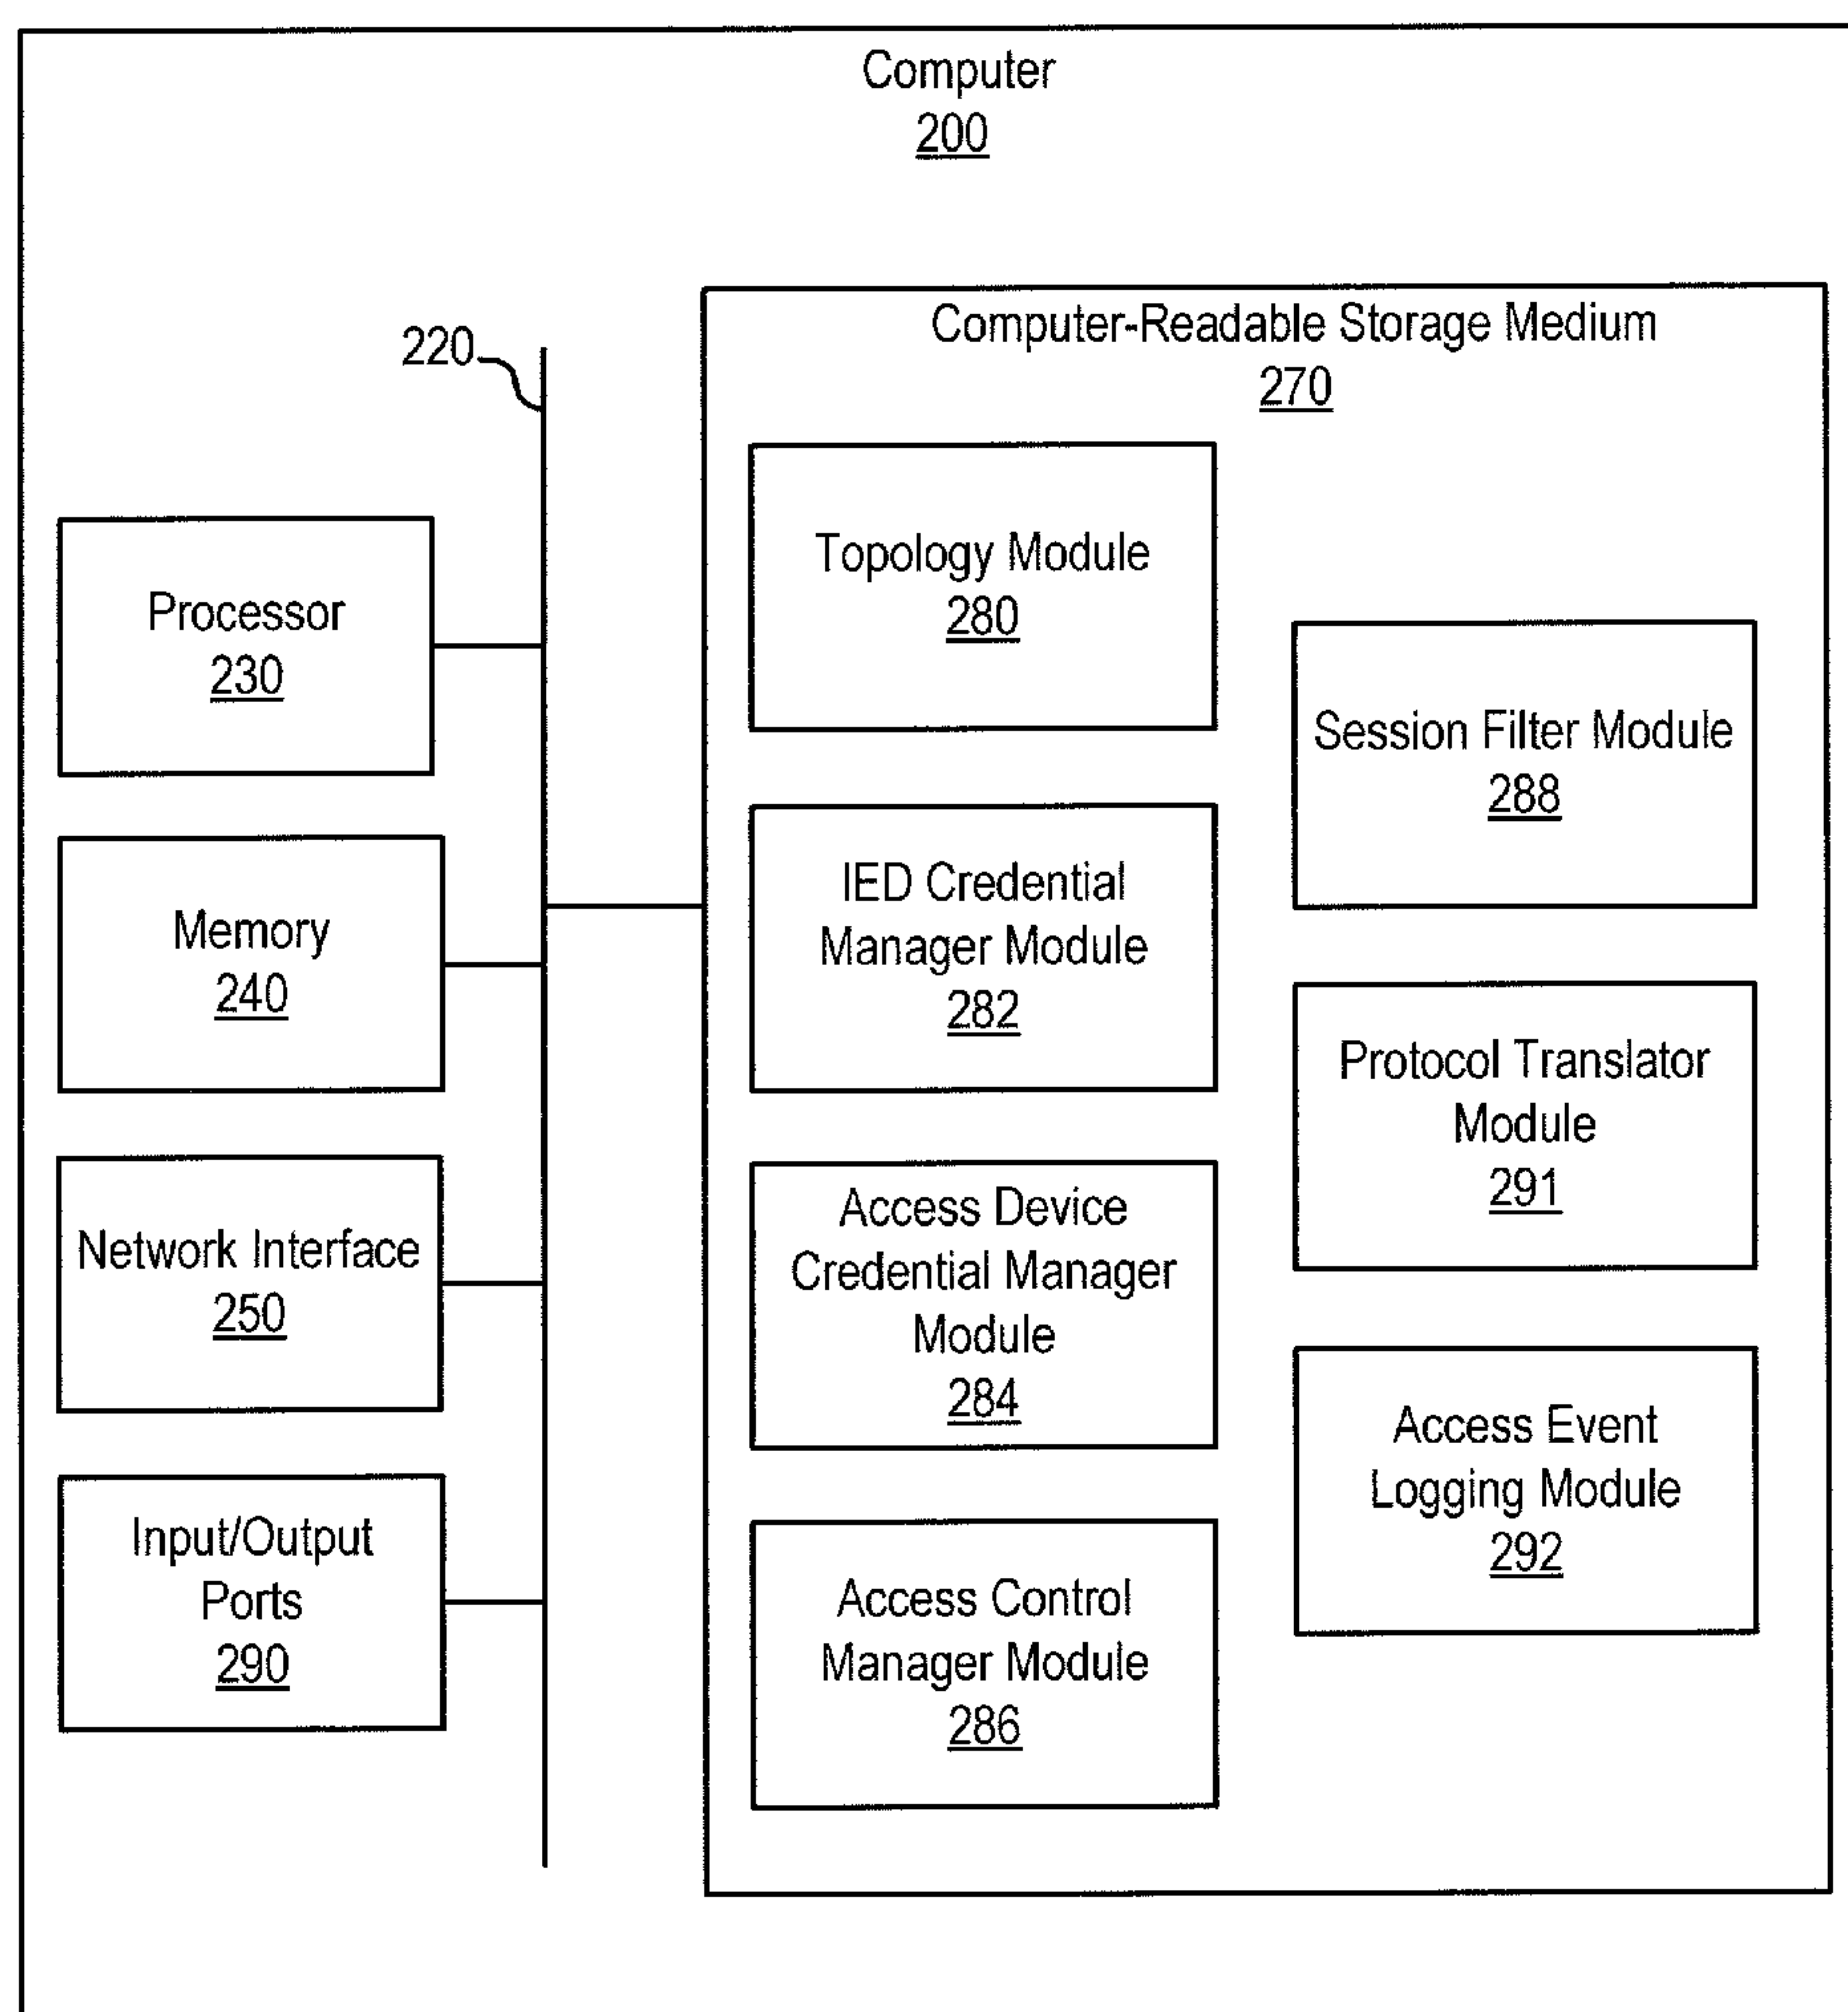 Computer
200
220
Processor
230
Memory
240
Network Interface
250
Input/Output
Ports
290
Computer-Readable Storage Medium
270
Topology Module
280
IED Credential
Manager Module
282
Access Device
Credential Manager
Module
284
Access Control
Manager Module
286
Session Filter Module
288
Protocol Translator
Module
291
Access Event
Logging Module
292